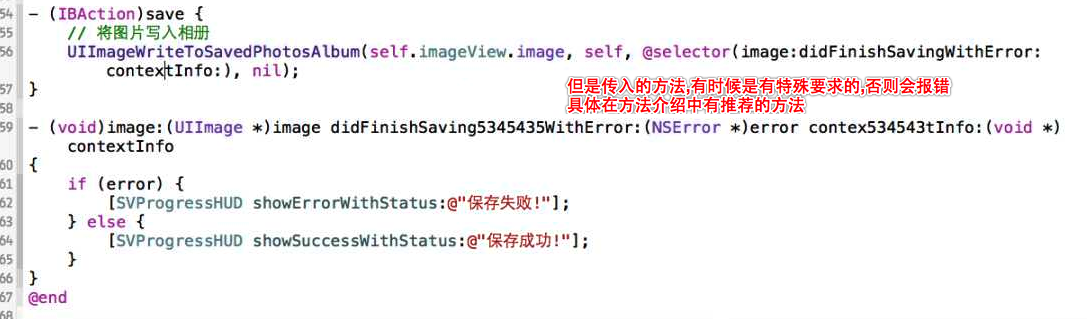 54 - (IBAction)save {
55 // 将图片写入相册
56 UIImageWriteToSavedPhotosAlbum(self.imageView.image, self, @selector(image:didFinishSavingWithError:
contextInfo:), nil);
57 }
但是传入的方法,有时候是有特殊要求的,否则会报错
具体在方法介绍中有推荐的方法
58
59 - (void)image:(UIImage *)image didFinishSaving5345435WithError:(NSError *)error contex534543tInfo:(void *)
contextInfo
60 {
61 if (error) {
62 [SVProgressHUD showErrorWithStatus:@"保存失败!"];
63 } else {
64 [SVProgressHUD showSuccessWithStatus:@"保存成功!"];
65 }
66 }
67 @end
68